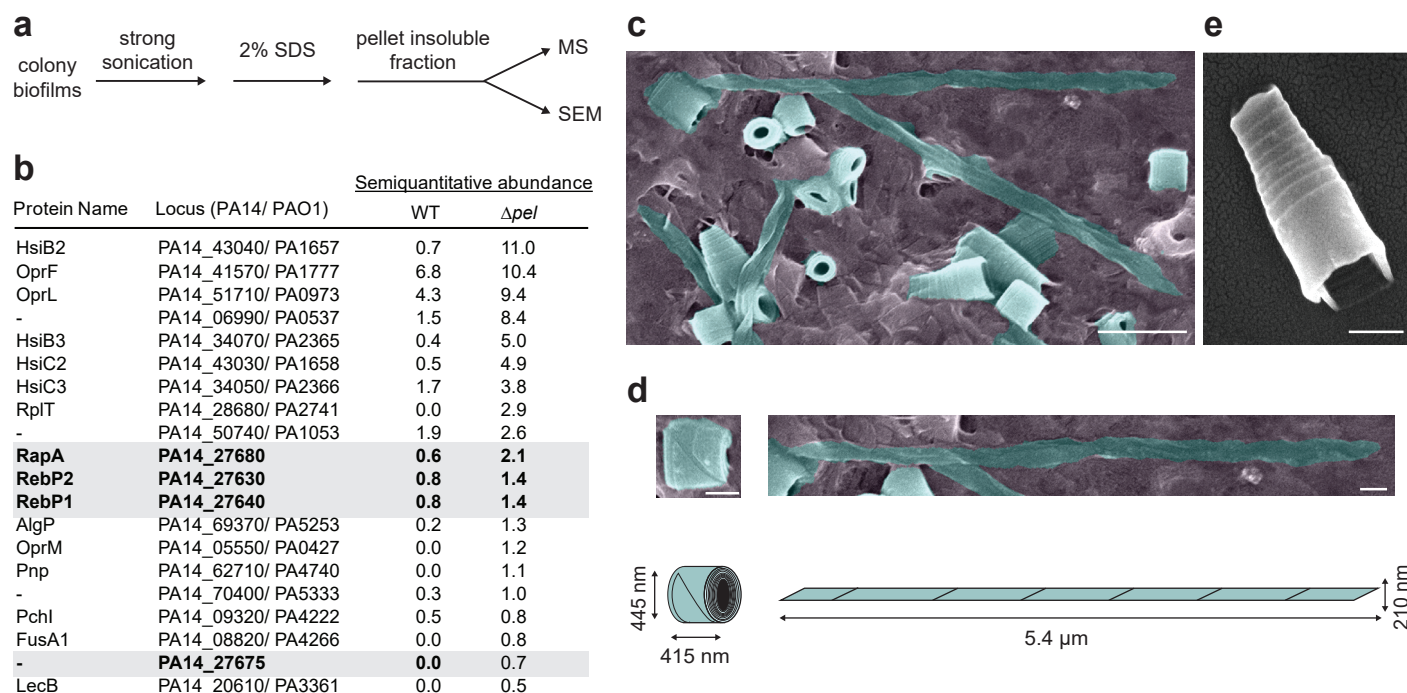 a
colony
biofilms
strong
sonication
2% SDS
pellet insoluble
fraction
MS
SEM
b
Semiquantitative abundance
Protein Name Locus (PA14/ PAO1) WT Δpel
HsiB2 PA14_43040/ PA1657 0.7 11.0
OprF PA14_41570/ PA1777 6.8 10.4
OprL PA14_51710/ PA0973 4.3 9.4
- PA14_06990/ PA0537 1.5 8.4
HsiB3 PA14_34070/ PA2365 0.4 5.0
HsiC2 PA14_43030/ PA1658 0.5 4.9
HsiC3 PA14_34050/ PA2366 1.7 3.8
RplT PA14_28680/ PA2741 0.0 2.9
- PA14_50740/ PA1053 1.9 2.6
RapA PA14_27680 0.6 2.1
RebP2 PA14_27630 0.8 1.4
RebP1 PA14_27640 0.8 1.4
AlgP PA14_69370/ PA5253 0.2 1.3
OprM PA14_05550/ PA0427 0.0 1.2
Pnp PA14_62710/ PA4740 0.0 1.1
- PA14_70400/ PA5333 0.3 1.0
PchI PA14_09320/ PA4222 0.5 0.8
FusA1 PA14_08820/ PA4266 0.0 0.8
- PA14_27675 0.0 0.7
LecB PA14_20610/ PA3361 0.0 0.5
c
e
d
445 nm
415 nm
5.4 µm
210 nm